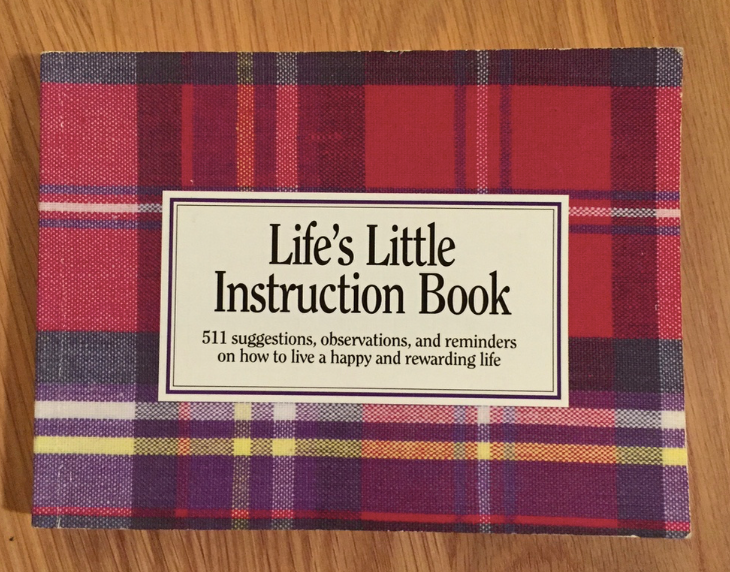 Life's Little
Instruction Book
511 suggestions, observations, and reminders
on how to live a happy and rewarding life